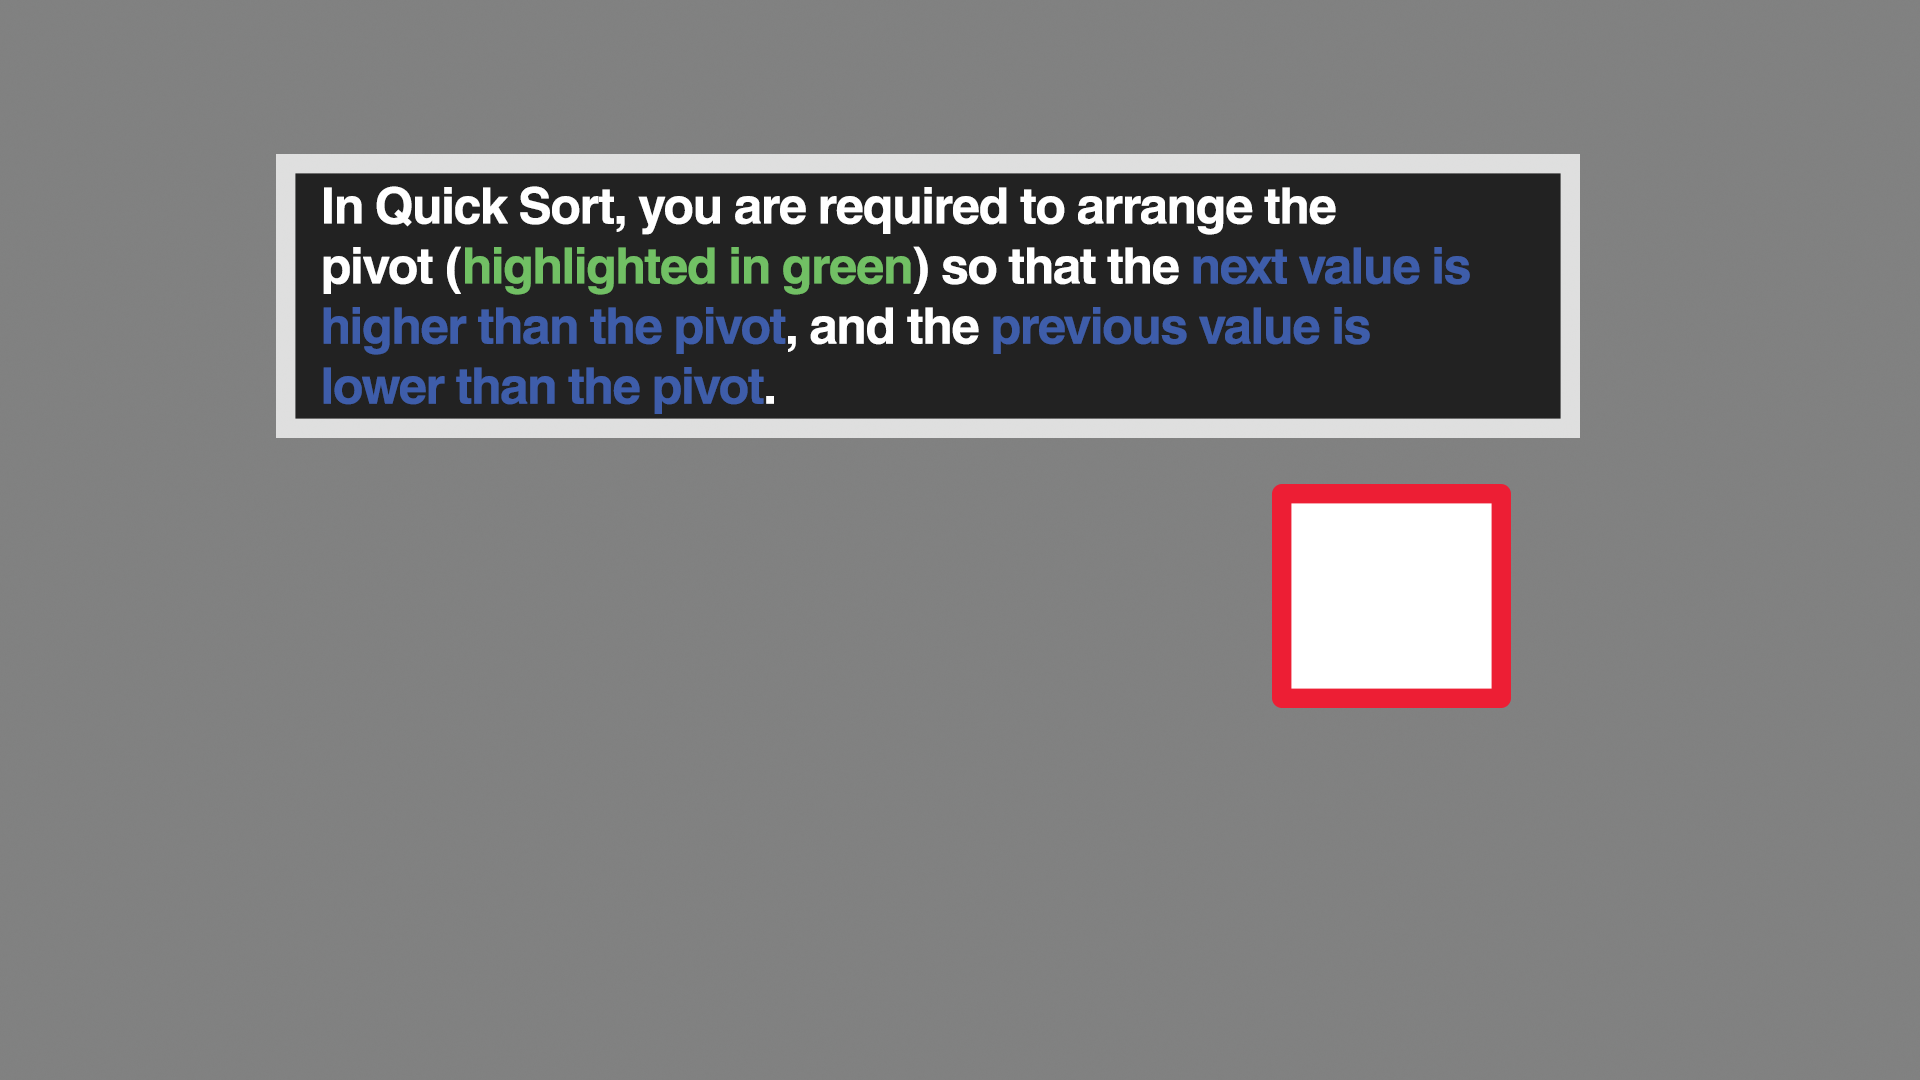 In Quick Sort, you are required to arrange the
pivot (highlighted in green) so that the next value is
higher than the pivot, and the previous value is
lower than the pivot.